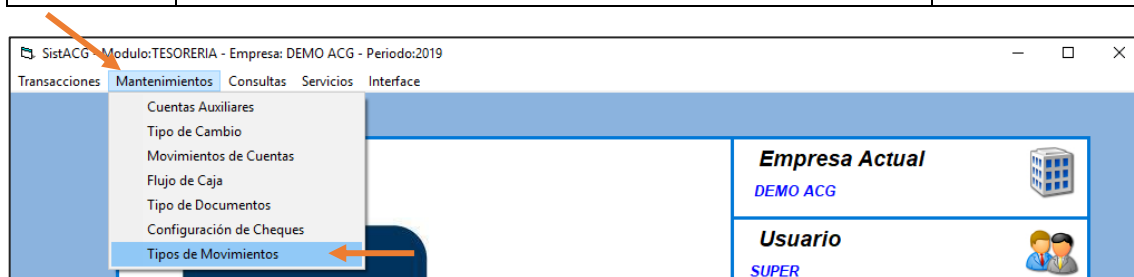 SistACG - Modulo:TESORERIA - Empresa: DEMO ACG - Periodo:2019
Transacciones Mantenimientos Consultas Servicios Interface
Cuentas Auxiliares
Tipo de Cambio
Movimientos de Cuentas
Flujo de Caja
Tipo de Documentos
Configuración de Cheques
Tipos de Movimientos
Empresa Actual
DEMO ACG
Usuario
SUPER